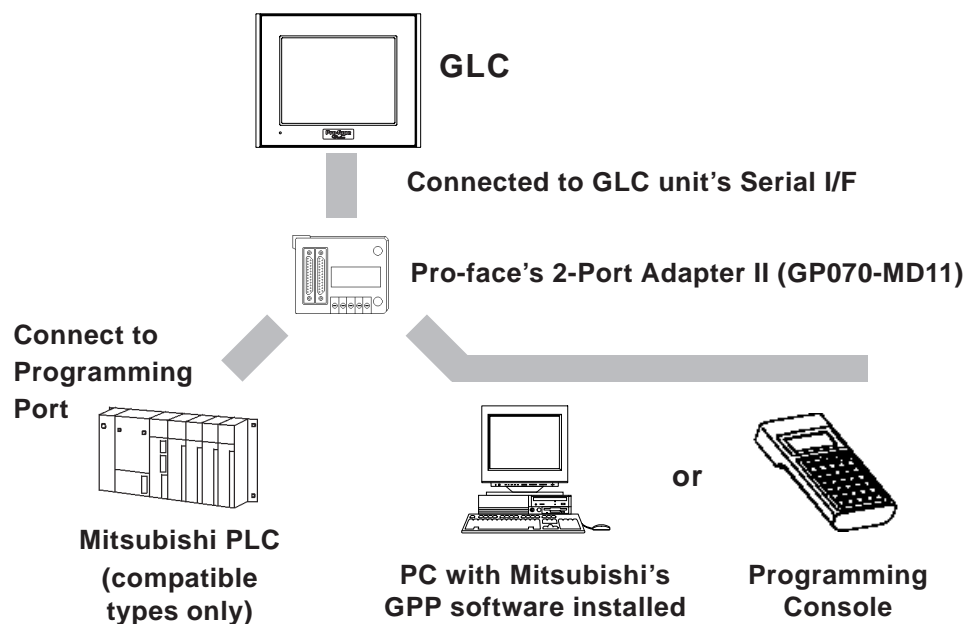 GLC
Connected to GLC unit's Serial I/F
Pro-face's 2-Port Adapter II (GP070-MD11)
Connect to
Programming
Port
or
Mitsubishi PLC
(compatible
types only)
PC with Mitsubishi's
GPP software installed
Programming
Console